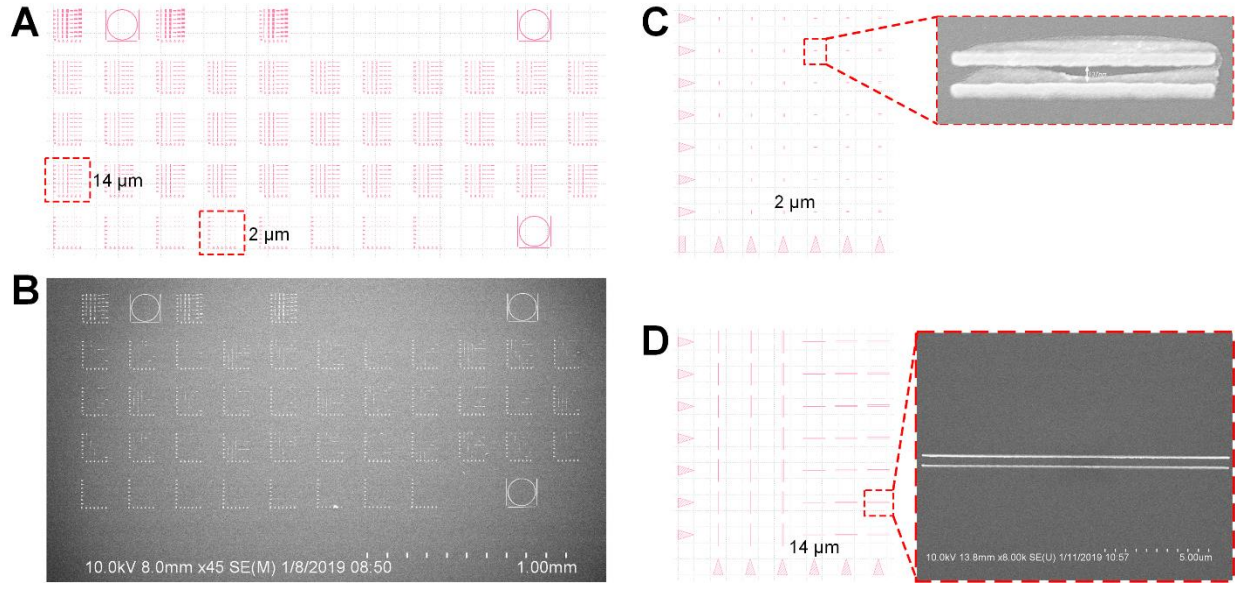 A
14 μm
2 μm
B
10.0kV 8.0mm x45 SE(M) 1/8/2019 08:50
1.00mm
C
2 μm
D
14 μm
10.0kV 13.8mm x8.00k SE(U) 1/11/2019 10:57
5.00um